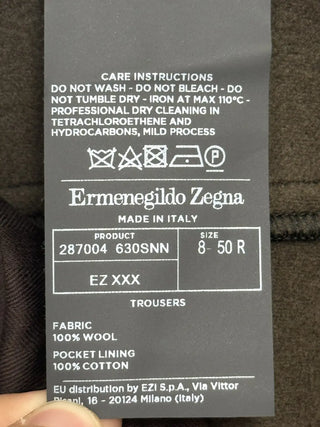 CARE INSTRUCTIONS
DO NOT WASH - DO NOT BLEACH - DO
NOT TUMBLE DRY - IRON AT MAX 110°C -
PROFESSIONAL DRY CLEANING IN
TETRACHLOROETHENE AND
HYDROCARBONS, MILD PROCESS
P
Ermenegildo Zegna
MADE IN ITALY
PRODUCT SIZE
287004 630SNN 8- 50 R
EZ XXX
TROUSERS
FABRIC
100% WOOL
POCKET LINING
100% COTTON
EU distribution by EZI S.p.A., Via Vittor
Pisani, 16 - 20124 Milano (Italy)